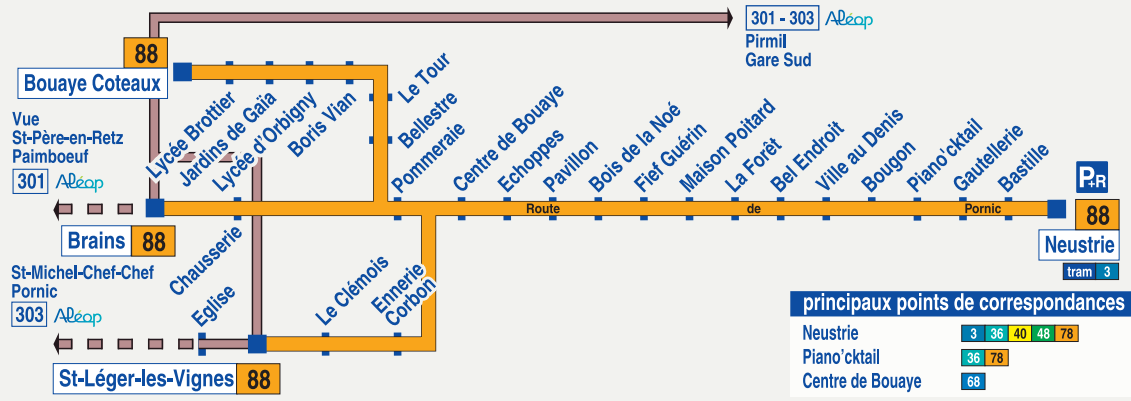 301 - 303 Aléop
Pirmil
Gare Sud
88
Bouaye Coteaux
Lycée Brottier
Jardins de Gaïa
Lycée d'Orbigny
Boris Vian
Le Tour
Bellestre
Pommeraie
Centre de Bouaye
Echoppes
Pavillon
Bois de la Noé
Fief Guérin
Maison Poitard
La Forêt
Bel Endroit
Ville au Denis
Bougon
Piano'cktail
Gautellerie
Bastille
Vue
St-Père-en-Retz
Paimboeuf
301 Aléop
P+R
Route de Pornic
88
Neustrie
tram 3
Brains 88
Chausserie
St-Michel-Chef-Chef
Pornic
303 Aléop
Eglise
Le Clémois
Ennerie
Corbon
St-Léger-les-Vignes 88
principaux points de correspondances
Neustrie 3 36 40 48 78
Piano'cktail 36 78
Centre de Bouaye 68